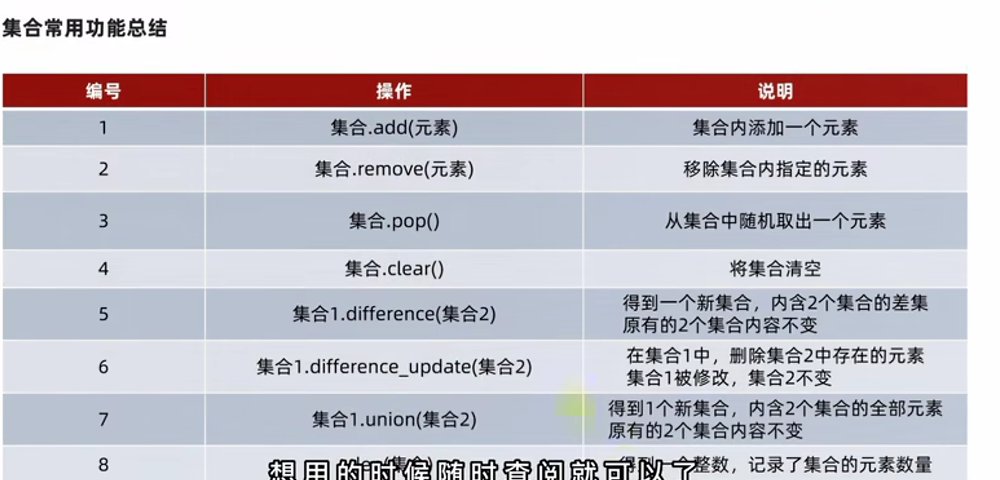 集合常用功能总结
编号 操作 说明
1 集合.add(元素) 集合内添加一个元素
2 集合.remove(元素) 移除集合内指定的元素
3 集合.pop() 从集合中随机取出一个元素
4 集合.clear() 将集合清空
5 集合1.difference(集合2) 得到一个新集合，内含2个集合的差集
原有的2个集合内容不变
6 集合1.difference_update(集合2) 在集合1中，删除集合2中存在的元素
集合1被修改，集合2不变
7 集合1.union(集合2) 得到1个新集合，内含2个集合的全部元素
原有的2个集合内容不变
8 得到一个整数，记录了集合的元素数量
想用的时候随时查阅就可以了